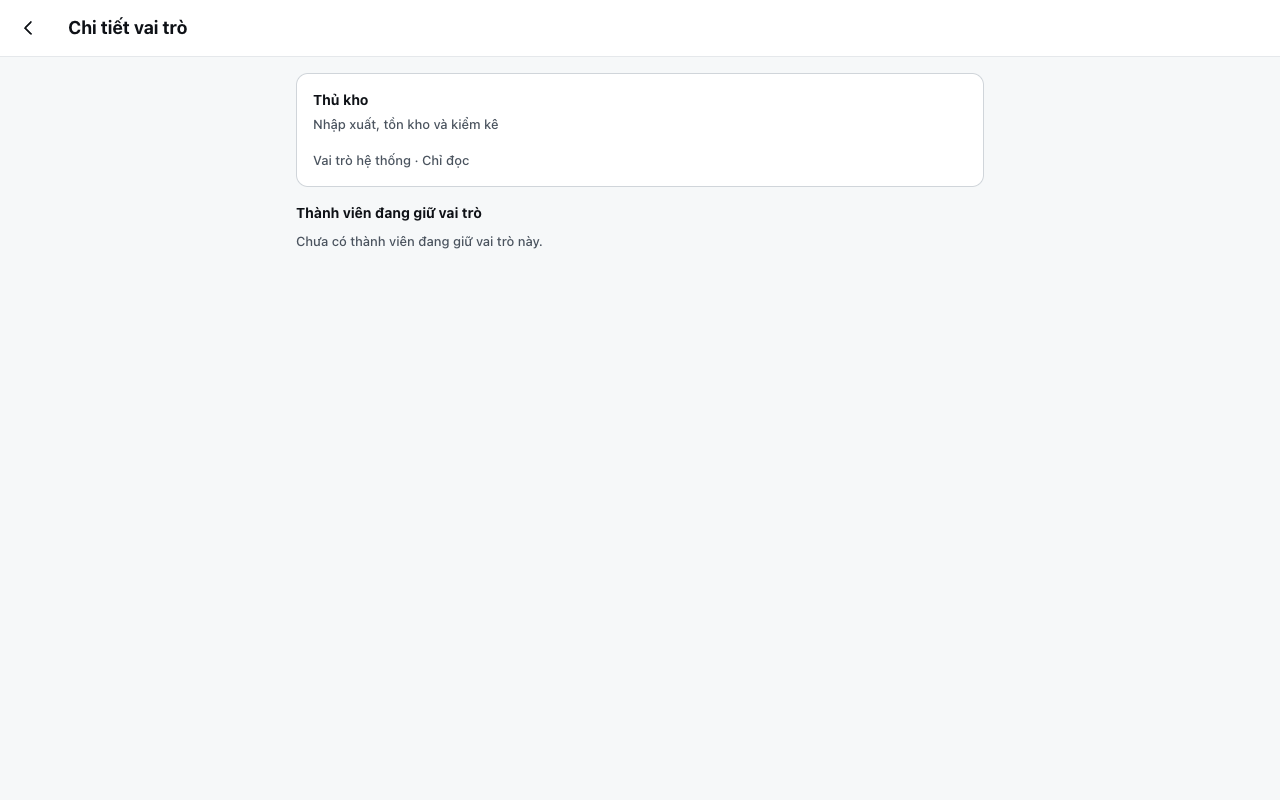 Chi tiết vai trò
Thủ kho
Nhập xuất, tồn kho và kiểm kê
Vai trò hệ thống · Chỉ đọc
Thành viên đang giữ vai trò
Chưa có thành viên đang giữ vai trò này.